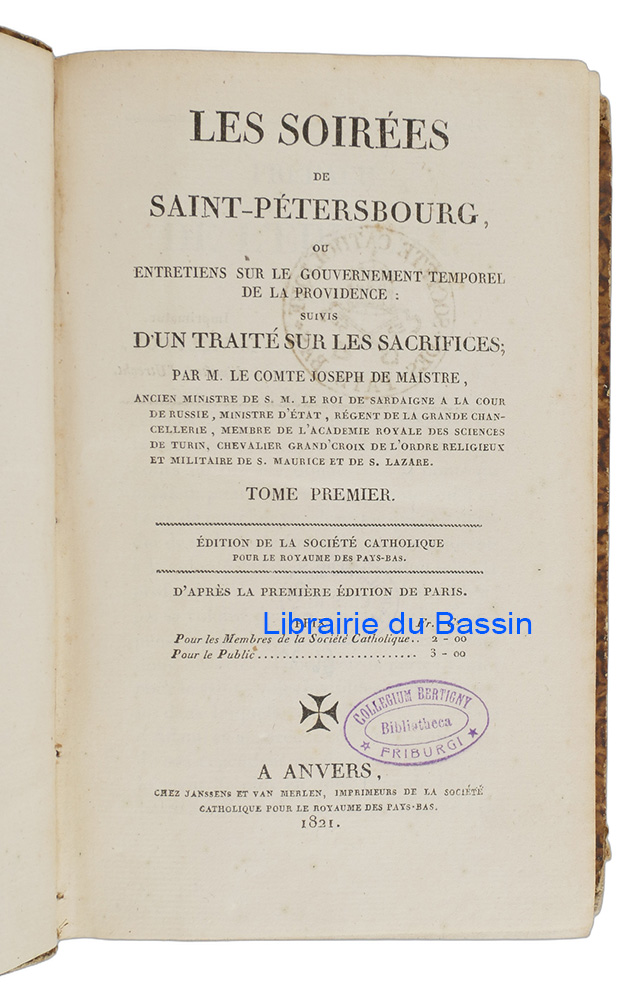 LES SOIRÉES
DE
SAINT-PÉTERSBOURG,
OU
ENTRETIENS SUR LE GOUVERNEMENT TEMPOREL
DE LA PROVIDENCE :
SUIVIS
D'UN TRAITÉ SUR LES SACRIFICES;
PAR M. LE COMTE JOSEPH DE MAISTRE,
ANCIEN MINISTRE DE S. M. LE ROI DE SARDAIGNE A LA COUR
DE RUSSIE, MINISTRE D'ÉTAT, RÉGENT DE LA GRANDE CHAN-
CELLERIE, MEMBRE DE L'ACADEMIE ROYALE DES SCIENCES
DE TURIN, CHEVALIER GRAND'CROIX DE L'ORDRE RELIGIEUX
ET MILITAIRE DE S. MAURICE ET DE S. LAZARE.
TOME PREMIER.
ÉDITION DE LA SOCIÉTÉ CATHOLIQUE
POUR LE ROYAUME DES PAYS-BAS.
D'APRÈS LA PREMIÈRE ÉDITION DE PARIS.
Librairie du Bassin
Pour les Membres de la Société Catholique.. 2 - 00
Pour le Public.......................... 3 - 00
COLLEGIUM BERTIGNY
Bibliotheca
★ FRIBURGI ★
A ANVERS,
CHEZ JANSSENS ET VAN MERLEN, IMPRIMEURS DE LA SOCIÉTÉ
CATHOLIQUE POUR LE ROYAUME DES PAYS-BAS.
1821.